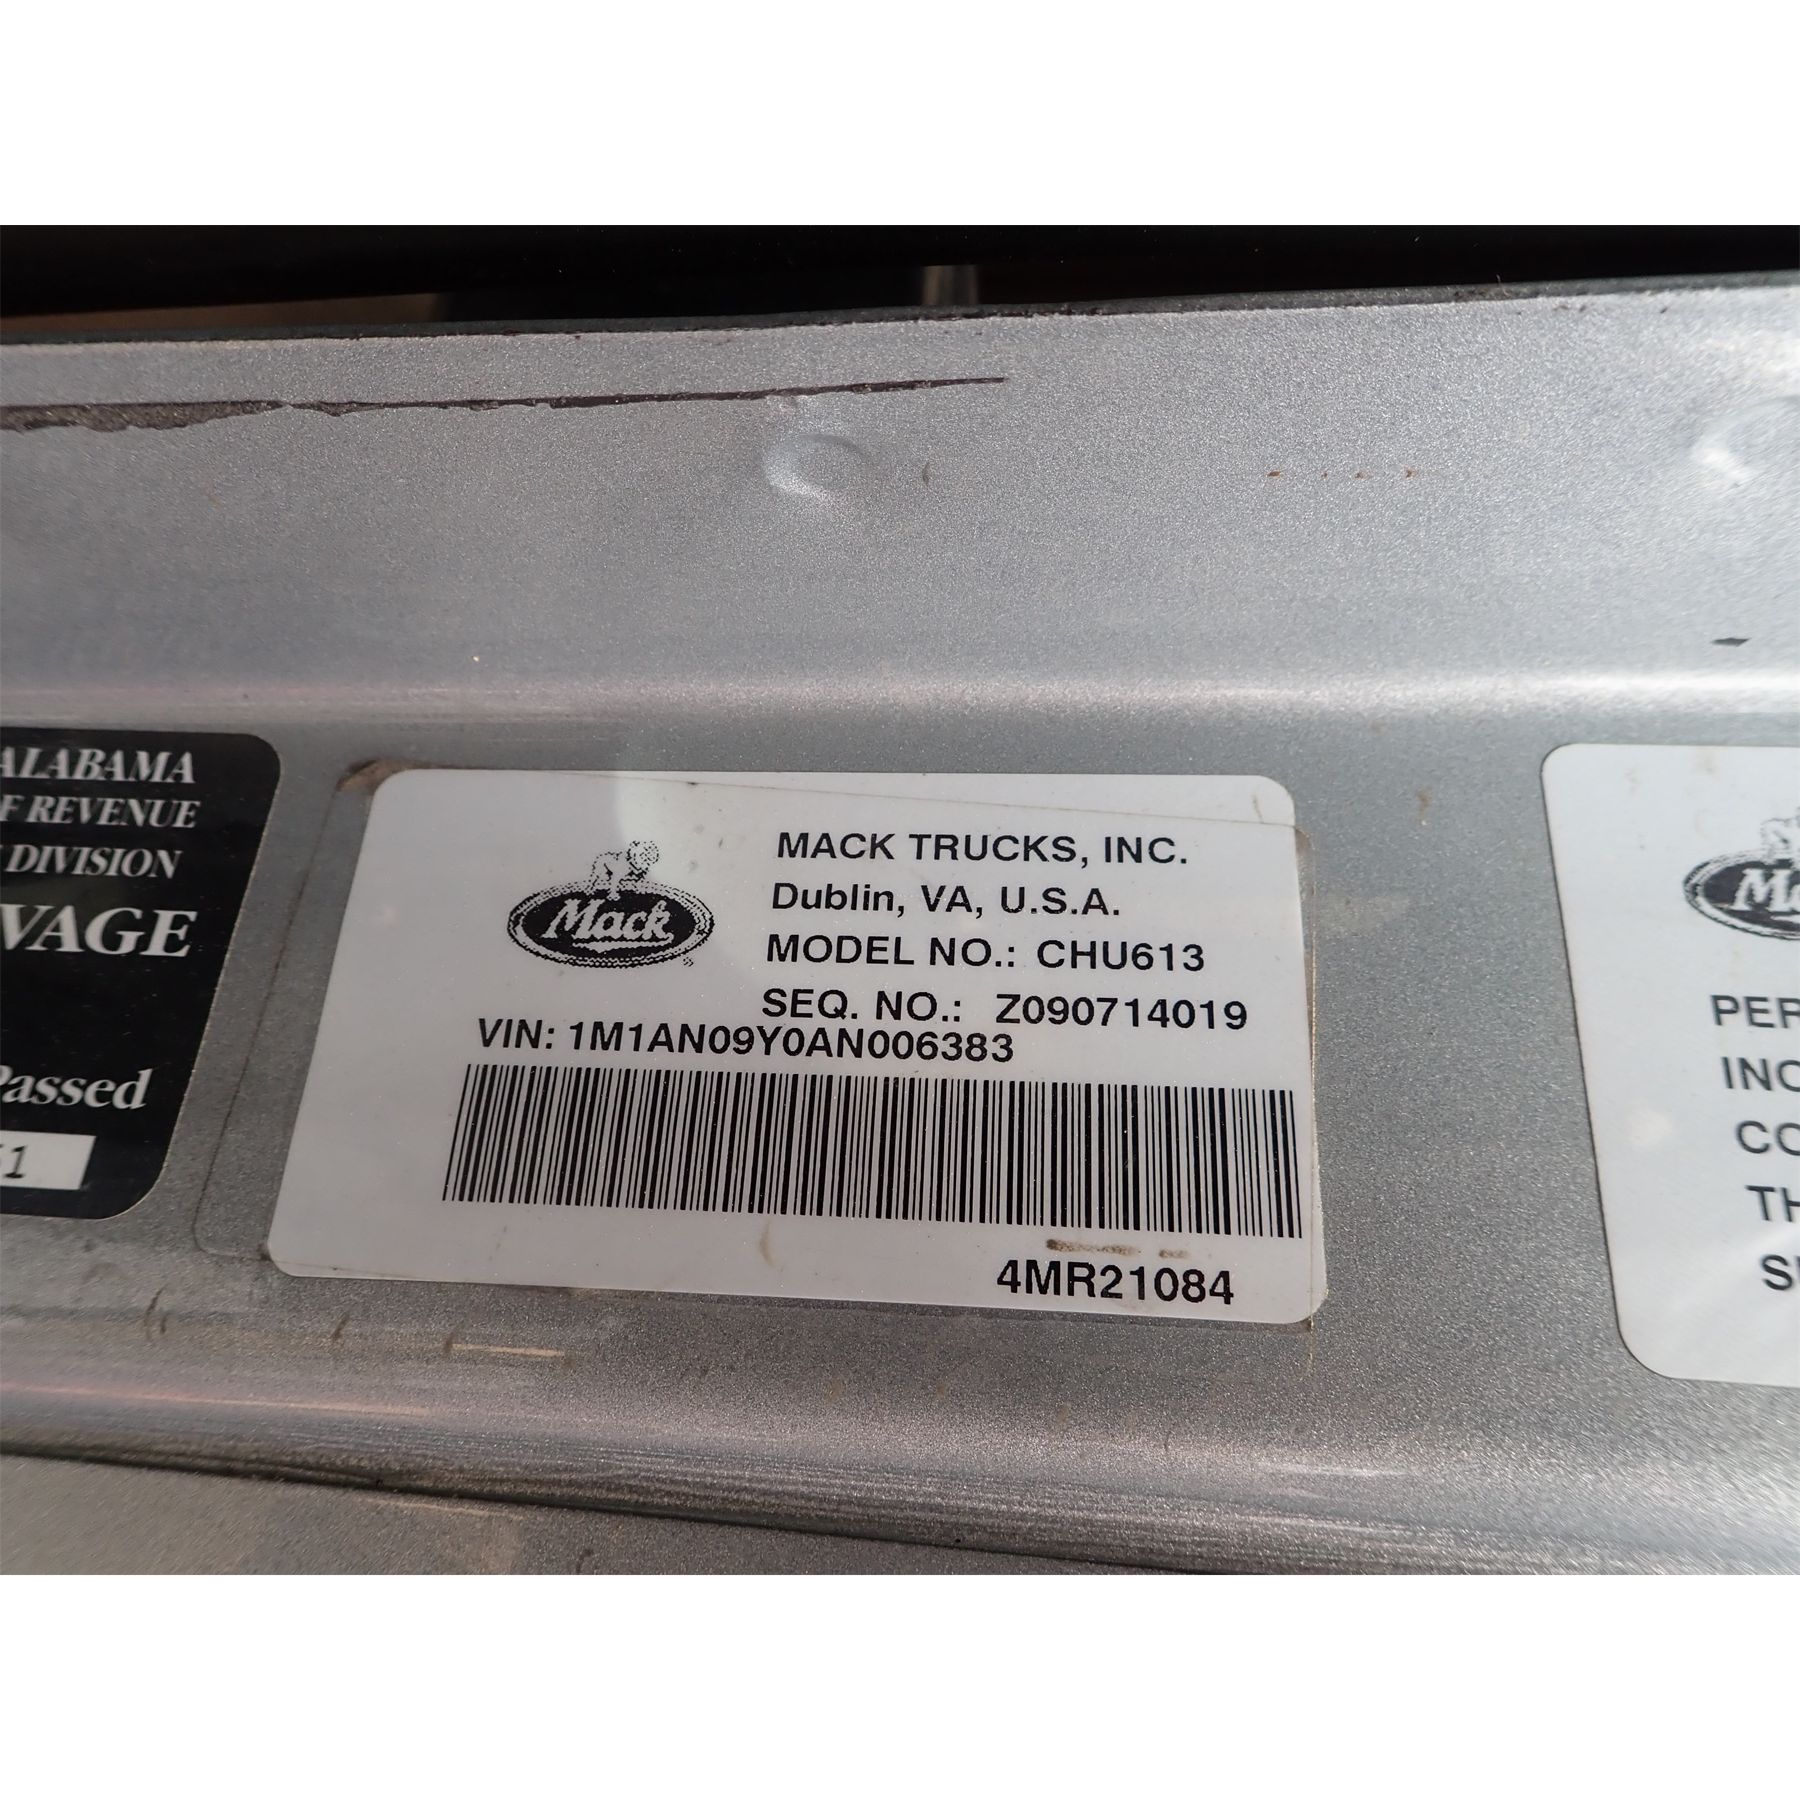 ALABAMA
F REVENUE
DIVISION
VAGE
Passed
51
Mack
®
MACK TRUCKS, INC.
Dublin, VA, U.S.A.
MODEL NO.: CHU613
SEQ. NO.: Z090714019
VIN: 1M1AN09Y0AN006383
4MR21084
PER
INC
CO
TH